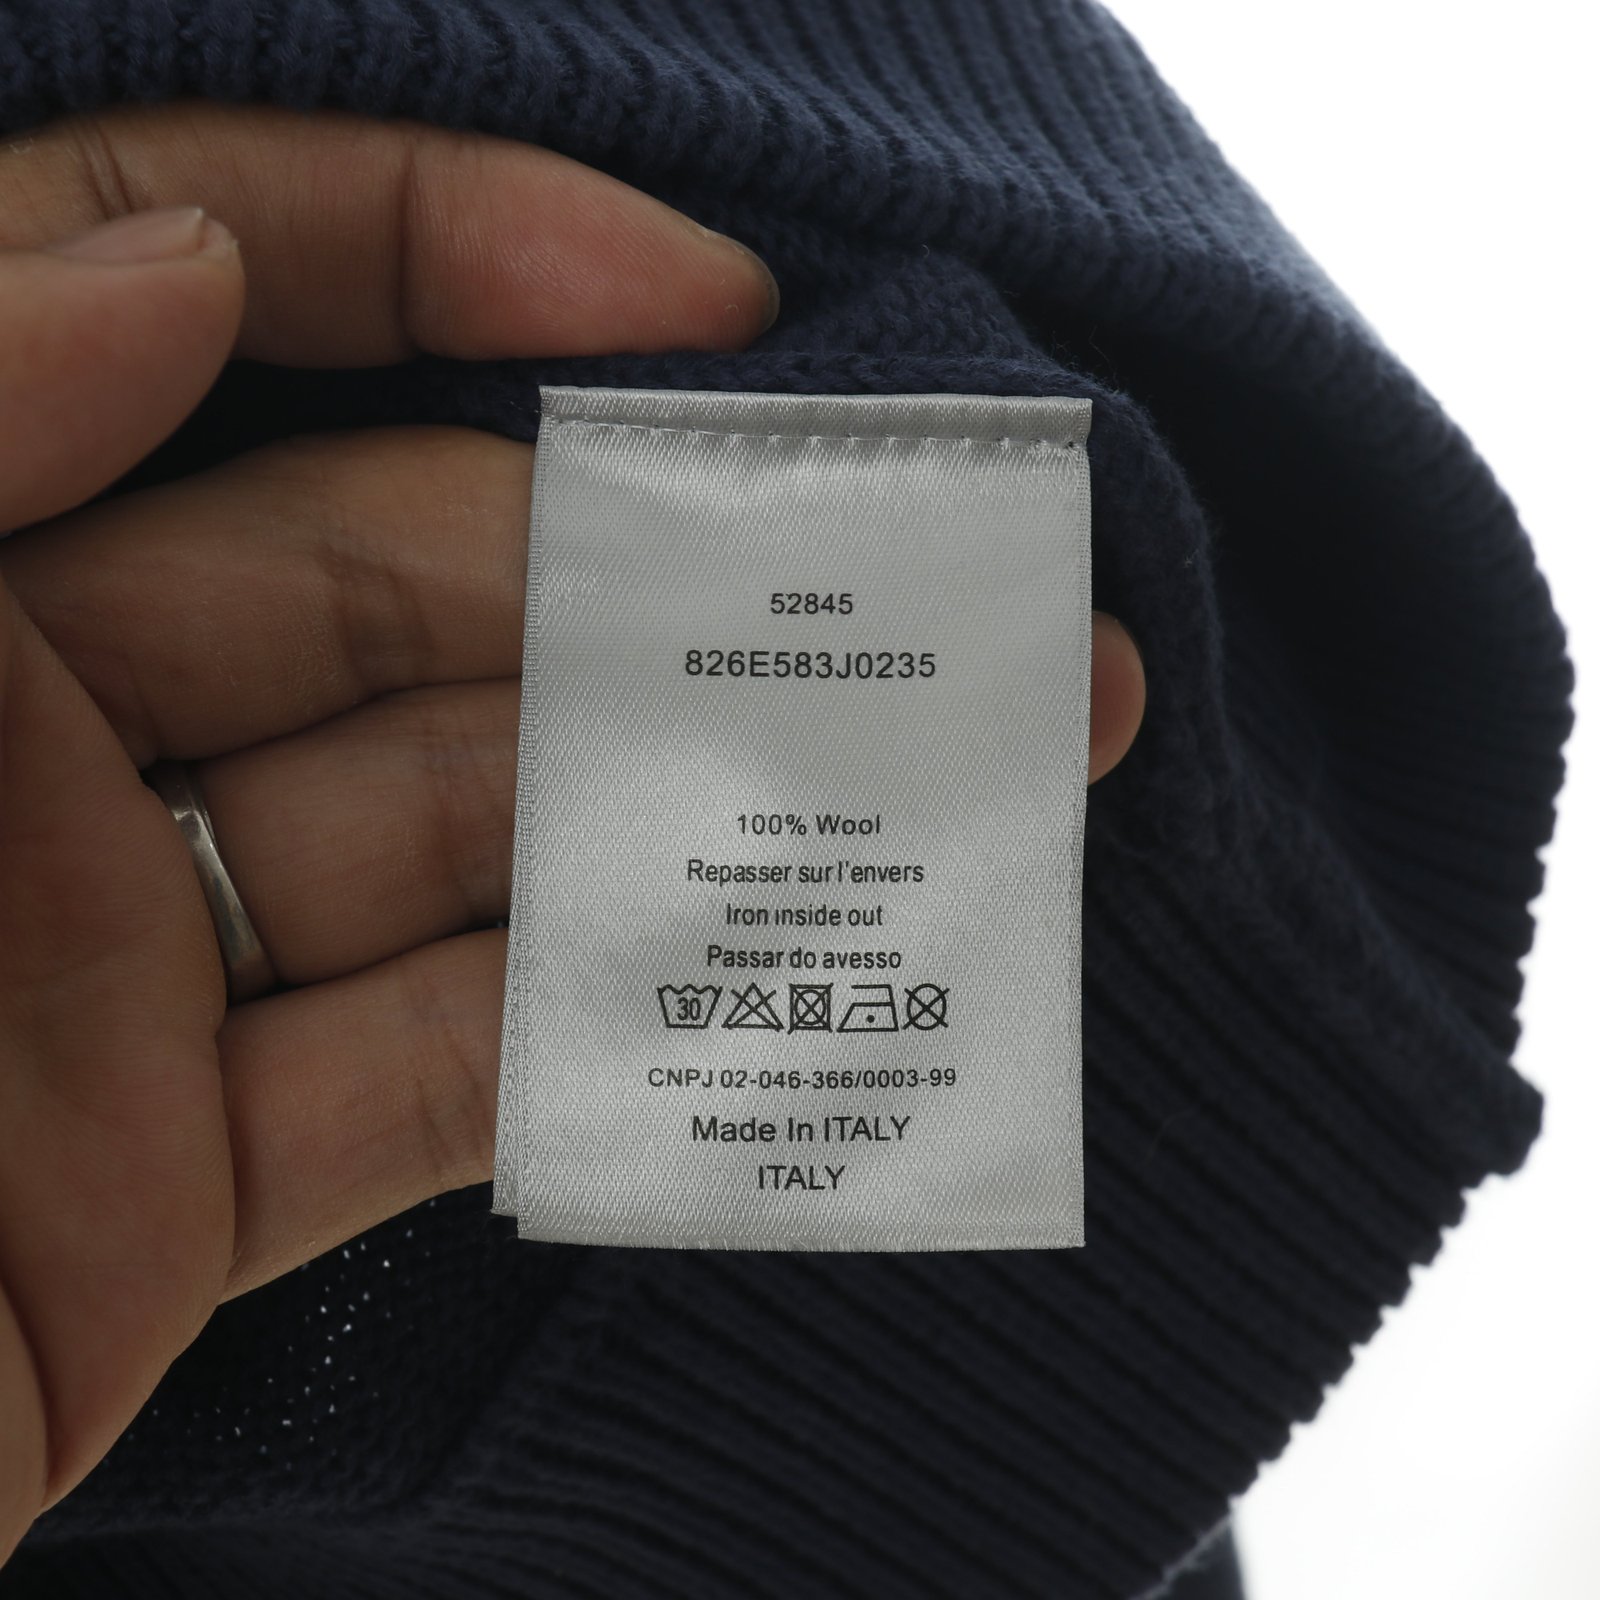 52845
826E583J0235
100% Wool
Repasser sur l'envers
Iron inside out
Passar do avesso
30
CNPJ 02-046-366/0003-99
Made In ITALY
ITALY